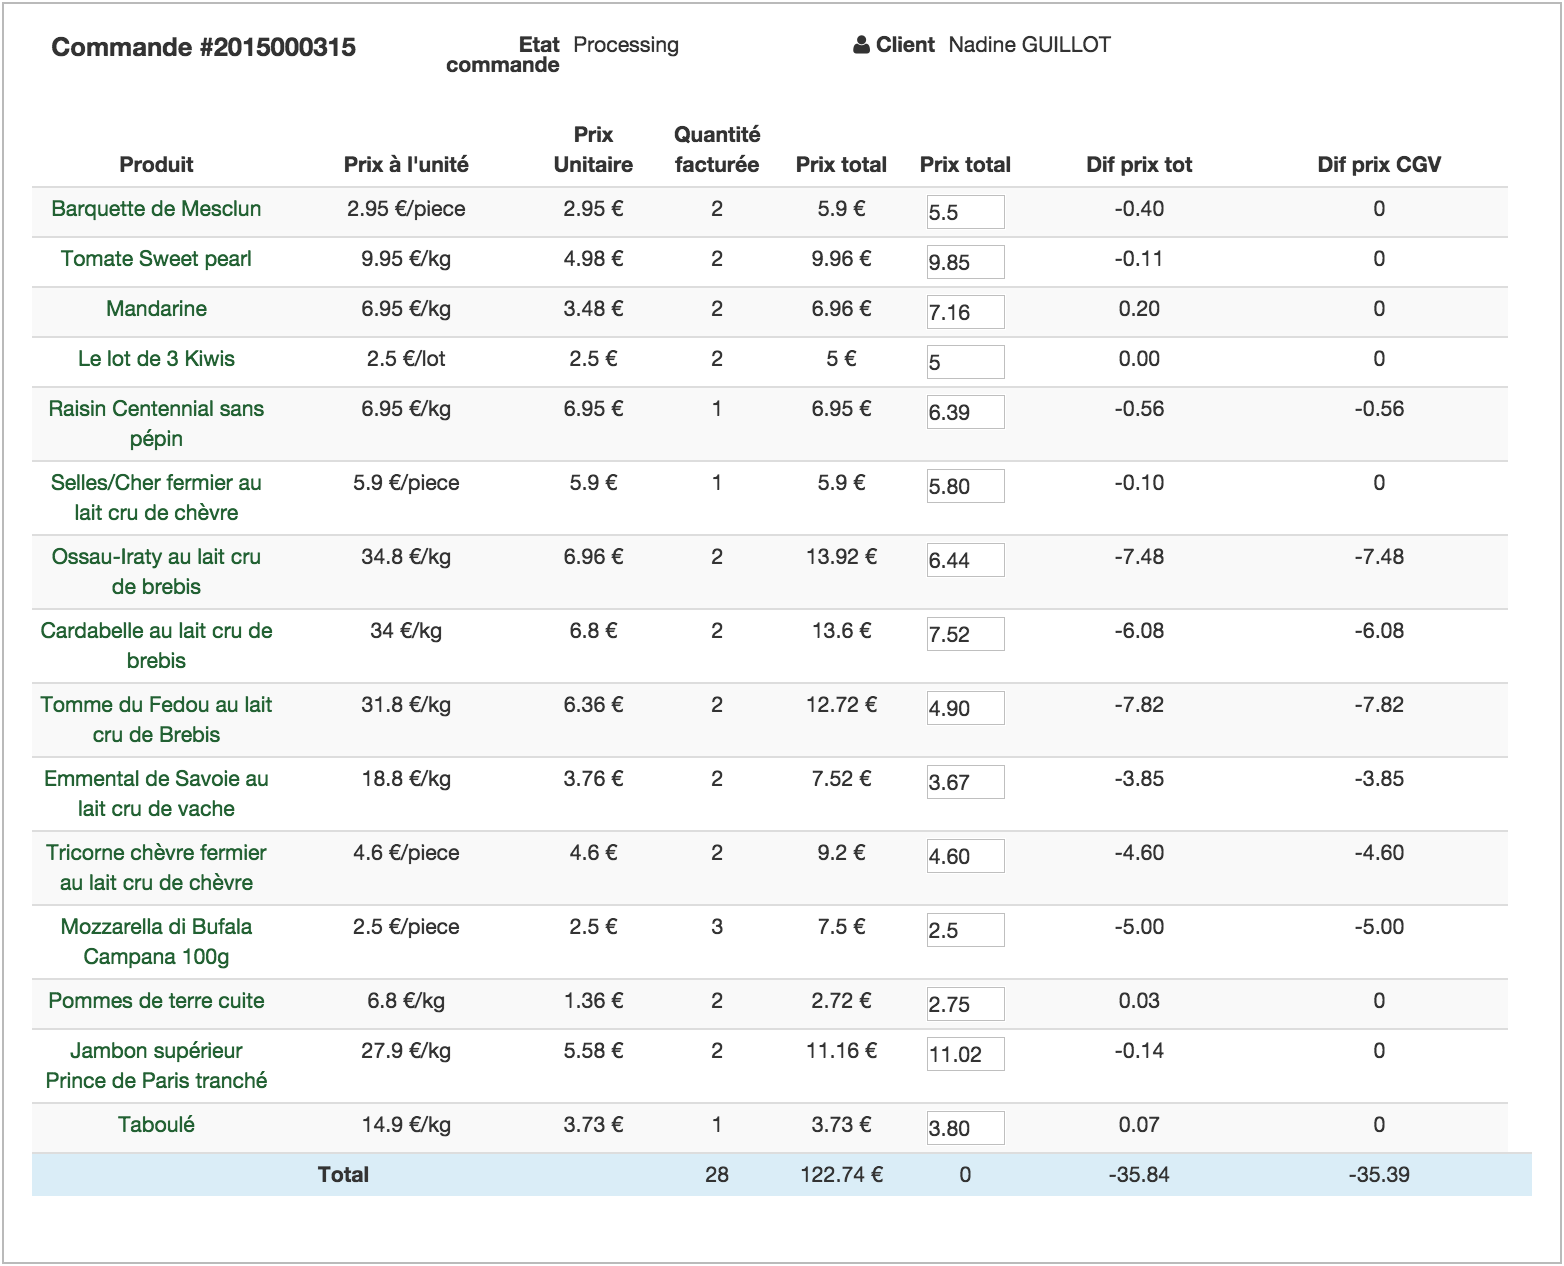 Commande #2015000315 Etat Processing Client Nadine GUILLOT
commande
Prix Quantité
Produit Prix à l'unité Unitaire facturée Prix total Prix total Dif prix tot Dif prix CGV
Barquette de Mesclun 2.95 €/piece 2.95 € 2 5.9 € 5.5 -0.40 0
Tomate Sweet pearl 9.95 €/kg 4.98 € 2 9.96 € 9.85 -0.11 0
Mandarine 6.95 €/kg 3.48 € 2 6.96 € 7.16 0.20 0
Le lot de 3 Kiwis 2.5 €/lot 2.5 € 2 5 € 5 0.00 0
Raisin Centennial sans 6.95 €/kg 6.95 € 1 6.95 € 6.39 -0.56 -0.56
pépin
Selles/Cher fermier au 5.9 €/piece 5.9 € 1 5.9 € 5.80 -0.10 0
lait cru de chèvre
Ossau-Iraty au lait cru 34.8 €/kg 6.96 € 2 13.92 € 6.44 -7.48 -7.48
de brebis
Cardabelle au lait cru de 34 €/kg 6.8 € 2 13.6 € 7.52 -6.08 -6.08
brebis
Tomme du Fedou au lait 31.8 €/kg 6.36 € 2 12.72 € 4.90 -7.82 -7.82
cru de Brebis
Emmental de Savoie au 18.8 €/kg 3.76 € 2 7.52 € 3.67 -3.85 -3.85
lait cru de vache
Tricorne chèvre fermier 4.6 €/piece 4.6 € 2 9.2 € 4.60 -4.60 -4.60
au lait cru de chèvre
Mozzarella di Bufala 2.5 €/piece 2.5 € 3 7.5 € 2.5 -5.00 -5.00
Campana 100g
Pommes de terre cuite 6.8 €/kg 1.36 € 2 2.72 € 2.75 0.03 0
Jambon supérieur 27.9 €/kg 5.58 € 2 11.16 € 11.02 -0.14 0
Prince de Paris tranché
Taboulé 14.9 €/kg 3.73 € 1 3.73 € 3.80 0.07 0
Total 28 122.74 € 0 -35.84 -35.39